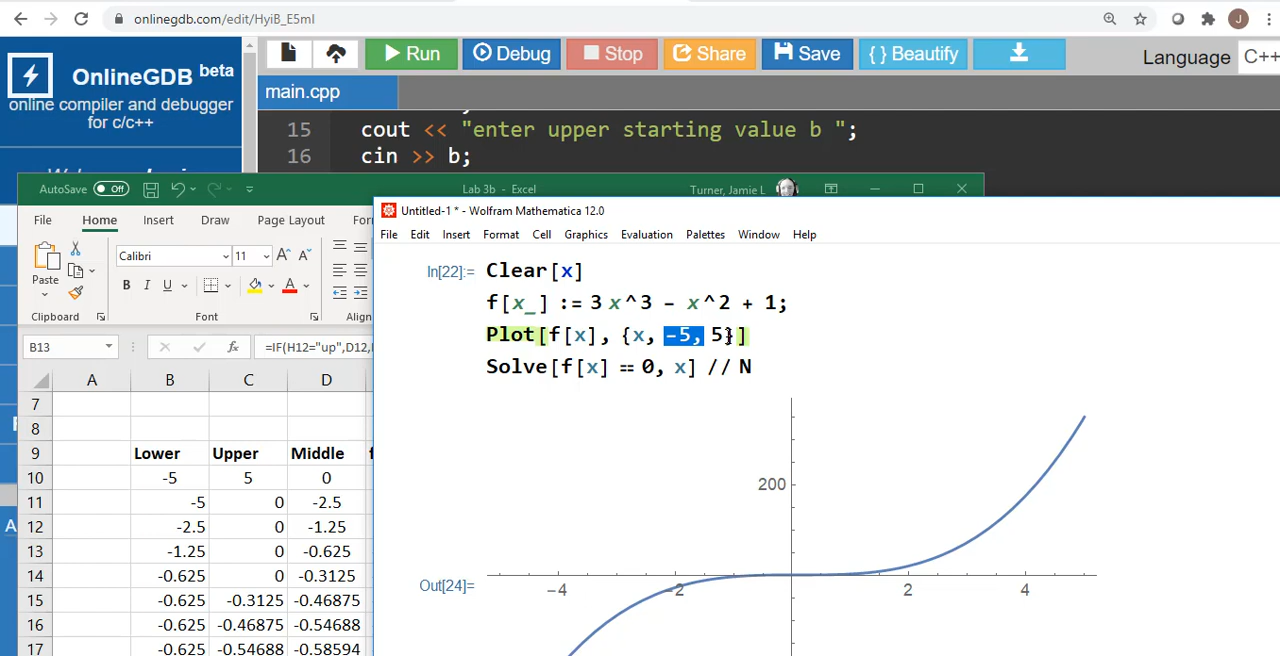 onlinegdb.com/edit/HyiB_E5mI
J
OnlineGDB beta
online compiler and debugger
for c/c++
Run
Debug
Stop
Share
Save
{ } Beautify
Language C++
main.cpp
15 cout << "enter upper starting value b ";
16 cin >> b;
AutoSave Off
Lab 3b - Excel
Turner, Jamie L
File Home Insert Draw Page Layout
Paste
Calibri 11
B I U
Clipboard
Font
B13
fx =IF(H12="up",D12,
A B C D
7
8
9 Lower Upper Middle
10 -5 5 0
11 -5 0 -2.5
12 -2.5 0 -1.25
13 -1.25 0 -0.625
14 -0.625 0 -0.3125
15 -0.625 -0.3125 -0.46875
16 -0.625 -0.46875 -0.54688
17 -0.625 -0.54688 -0.58594
Untitled-1 * - Wolfram Mathematica 12.0
File Edit Insert Format Cell Graphics Evaluation Palettes Window Help
In[22]:= Clear[x]
f[x_] := 3 x^3 - x^2 + 1;
Plot[f[x], {x, -5, 5}]
Solve[f[x] == 0, x] // N
200
Out[24]=
-4 -2 2 4